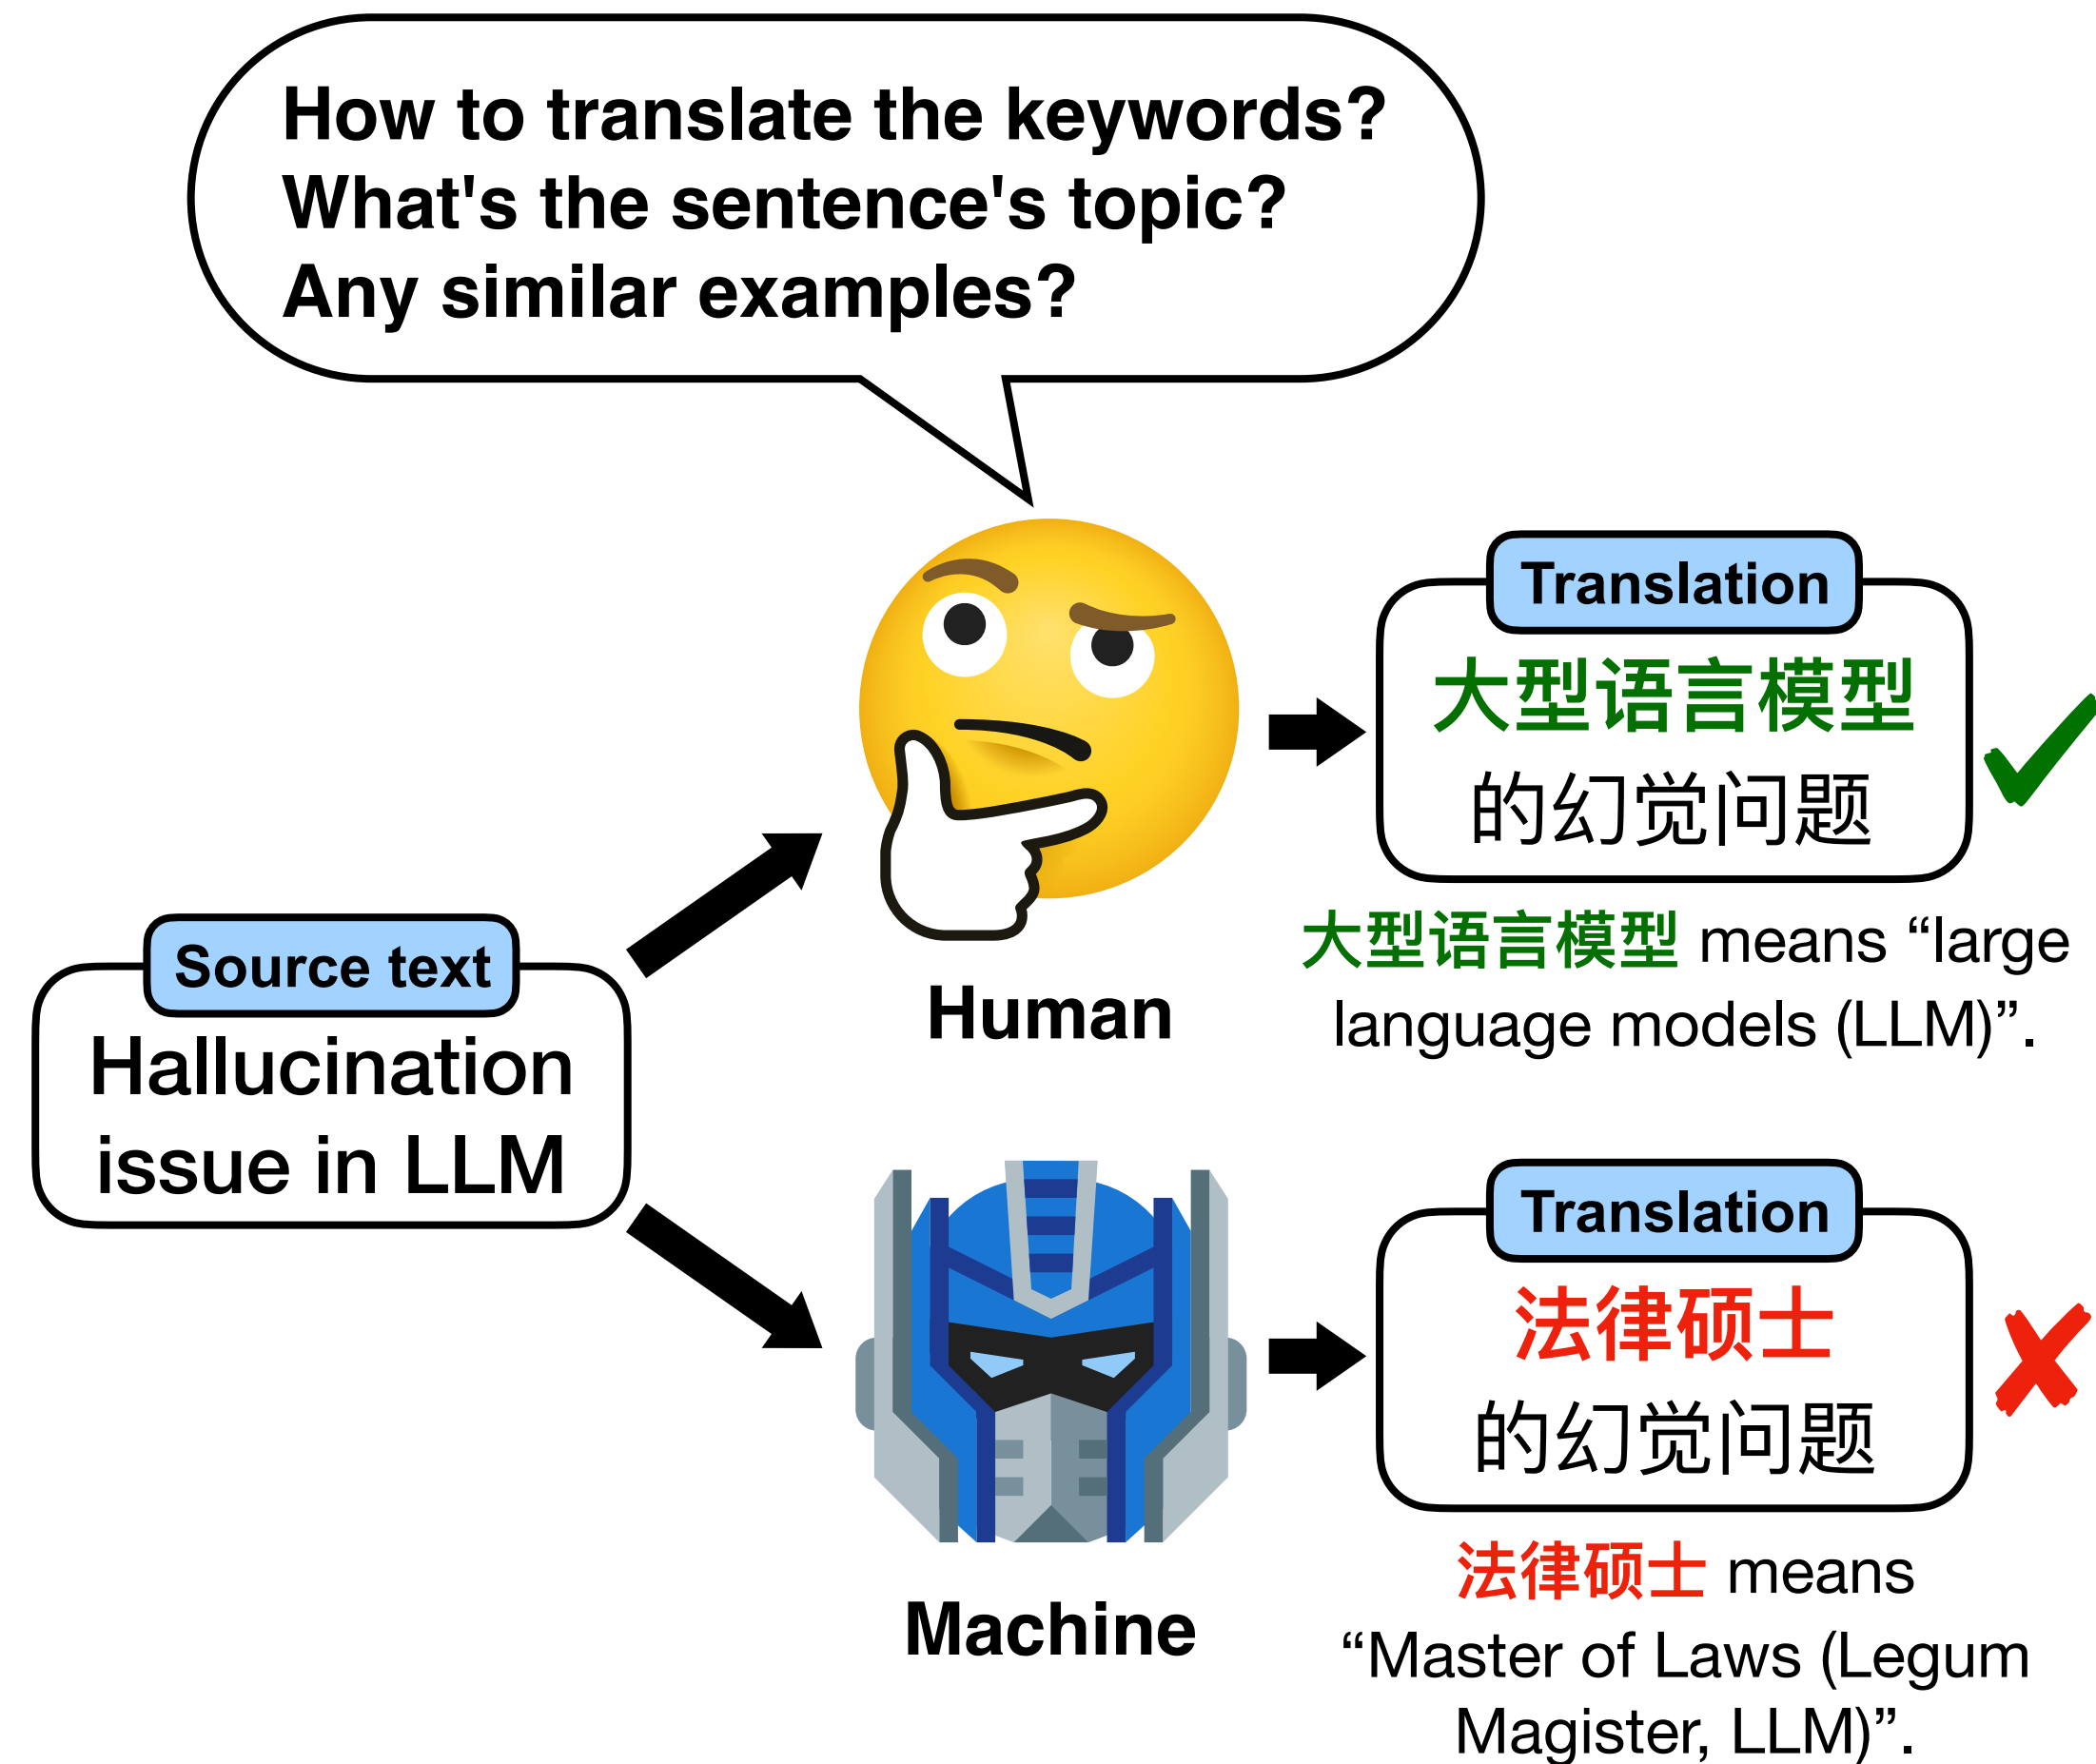 How to translate the keywords?
What's the sentence's topic?
Any similar examples?
Source text
Hallucination
issue in LLM
Human
Translation
大型语言模型
的幻觉问题
大型语言模型 means “large
language models (LLM)”.
Machine
Translation
法律硕士
的幻觉问题
法律硕士 means
“Master of Laws (Legum
Magister, LLM)”.